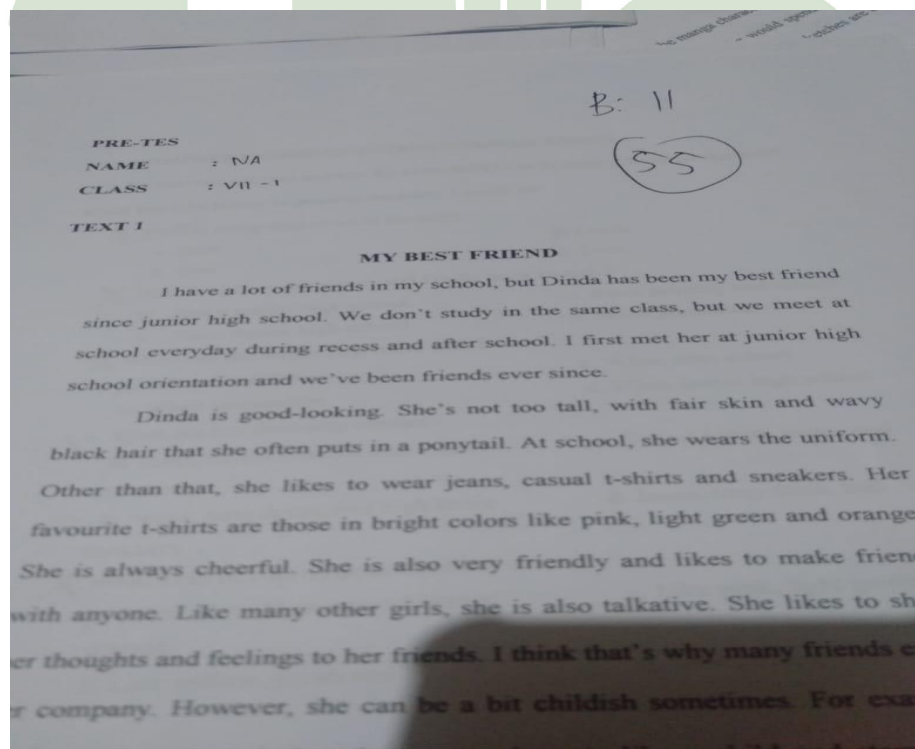 he manga charac
would spend
etches are
B: 11
55
PRE-TES
NAME : NA
CLASS : VII -1
TEXT 1
MY BEST FRIEND
I have a lot of friends in my school, but Dinda has been my best friend
since junior high school. We don't study in the same class, but we meet at
school everyday during recess and after school. I first met her at junior high
school orientation and we've been friends ever since.
Dinda is good-looking. She's not too tall, with fair skin and wavy
black hair that she often puts in a ponytail. At school, she wears the uniform.
Other than that, she likes to wear jeans, casual t-shirts and sneakers. Her
favourite t-shirts are those in bright colors like pink, light green and orange
She is always cheerful. She is also very friendly and likes to make frien
with anyone. Like many other girls, she is also talkative. She likes to sh
er thoughts and feelings to her friends. I think that's why many friends e
r company. However, she can be a bit childish sometimes. For exa